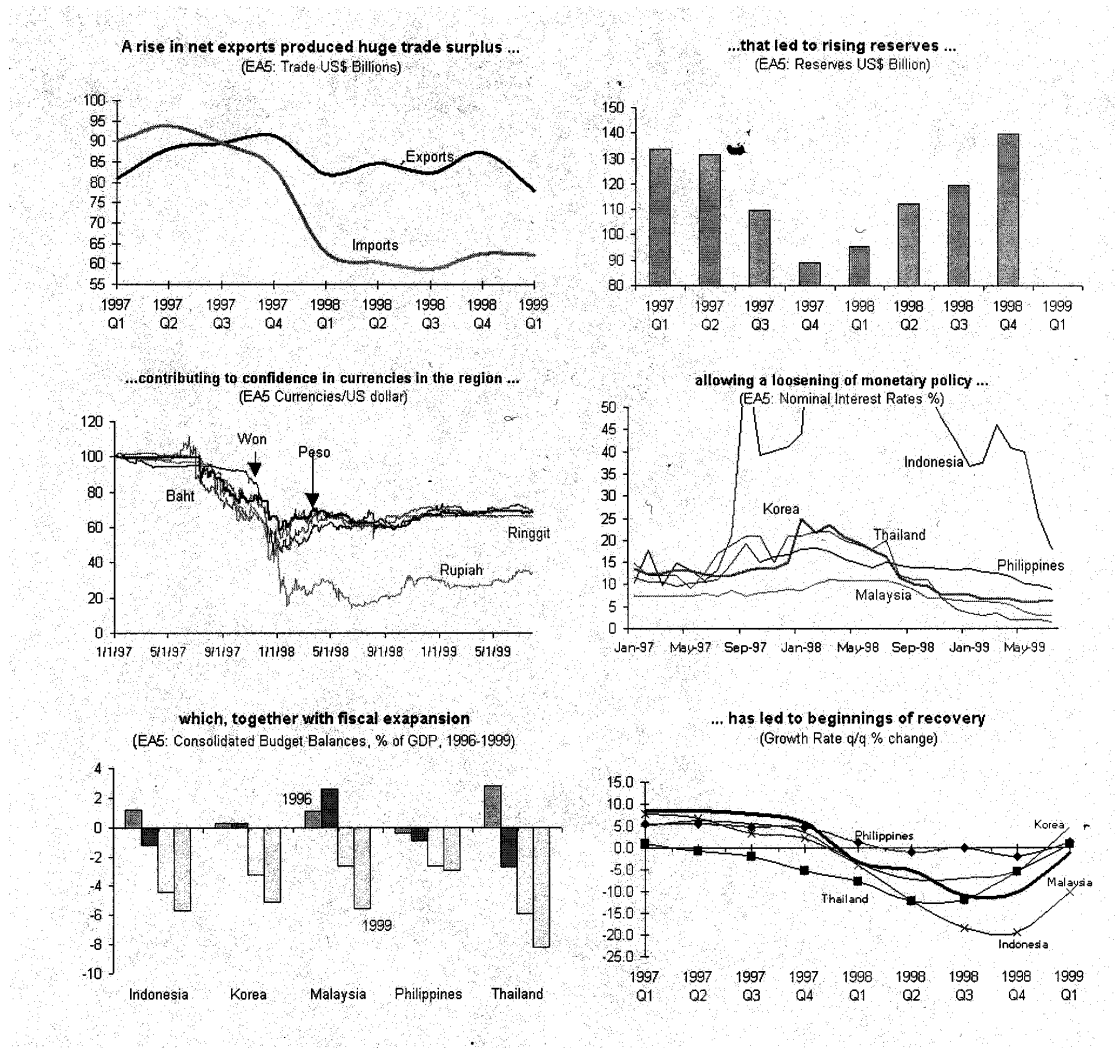 A rise in net exports produced huge trade surplus ...
(EA5: Trade US$ Billions)
100
95
90
85
80
75
70
65
60
55
Exports
Imports
1997 1997 1997 1997 1998 1998 1998 1998 1999
Q1 Q2 Q3 Q4 Q1 Q2 Q3 Q4 Q1
...that led to rising reserves ...
(EA5: Reserves US$ Billion)
150
140
130
120
110
100
90
80
1997 1997 1997 1997 1998 1998 1998 1998 1999
Q1 Q2 Q3 Q4 Q1 Q2 Q3 Q4 Q1
...contributing to confidence in currencies in the region ...
(EA5 Currencies/US dollar)
120
100
80
60
40
20
0
Won
Peso
Baht
Ringgit
Rupiah
1/1/97 5/1/97 9/1/97 1/1/98 5/1/98 9/1/98 1/1/99 5/1/99
allowing a loosening of monetary policy ...
(EA5: Nominal Interest Rates %)
50
45
40
35
30
25
20
15
10
5
0
Indonesia
Korea
Thailand
Philippines
Malaysia
Jan-97 May-97 Sep-97 Jan-98 May-98 Sep-98 Jan-99 May-99
which, together with fiscal exapansion
(EA5: Consolidated Budget Balances, % of GDP, 1996-1999)
4
2
0
-2
-4
-6
-8
-10
1996
1999
Indonesia Korea Malaysia Philippines Thailand
... has led to beginnings of recovery
(Growth Rate q/q % change)
15.0
10.0
5.0
0.0
-5.0
-10.0
-15.0
-20.0
-25.0
Philippines
Korea
Malaysia
Thailand
Indonesia
1997 1997 1997 1997 1998 1998 1998 1998 1999
Q1 Q2 Q3 Q4 Q1 Q2 Q3 Q4 Q1